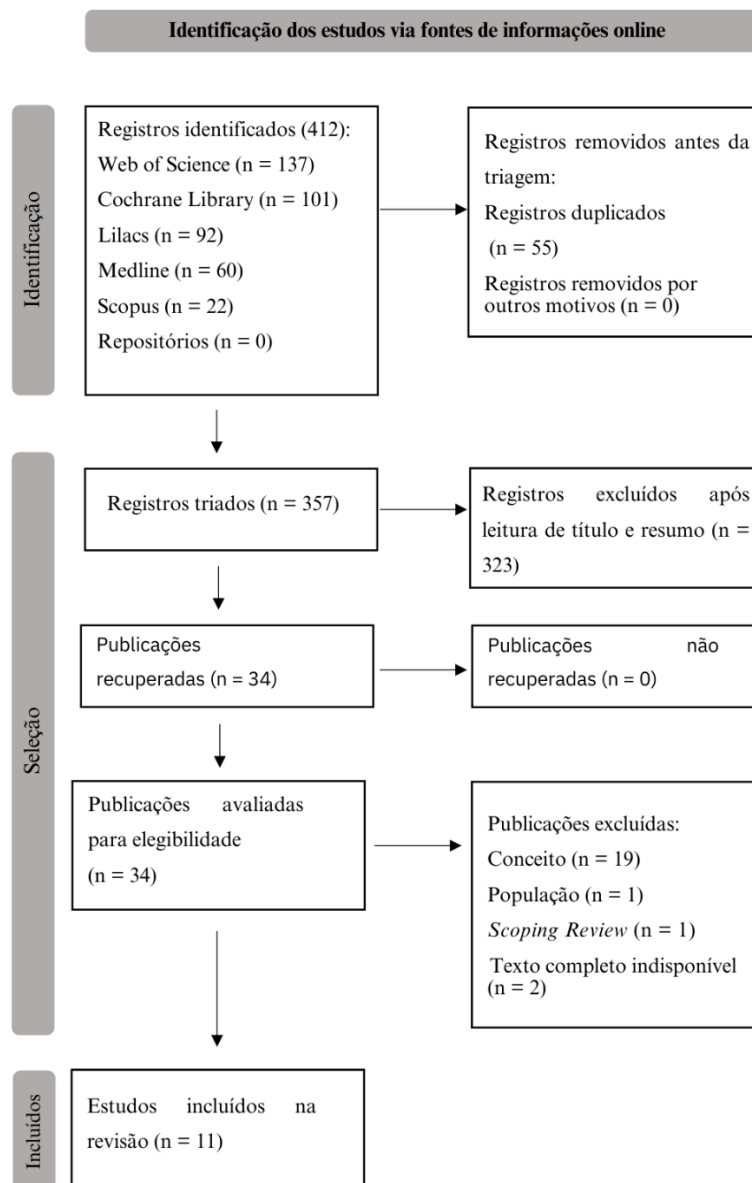 Identificação dos estudos via fontes de informações online
Identificação
Registros identificados (412):
Web of Science (n = 137)
Cochrane Library (n = 101)
Lilacs (n = 92)
Medline (n = 60)
Scopus (n = 22)
Repositórios (n = 0)
Registros removidos antes da
triagem:
Registros duplicados
(n = 55)
Registros removidos por
outros motivos (n = 0)
Seleção
Registros triados (n = 357)
Registros excluídos após
leitura de título e resumo (n =
323)
Publicações
recuperadas (n = 34)
Publicações não
recuperadas (n = 0)
Publicações avaliadas
para elegibilidade
(n = 34)
Publicações excluídas:
Conceito (n = 19)
População (n = 1)
Scoping Review (n = 1)
Texto completo indisponível
(n = 2)
Incluídos
Estudos incluídos na
revisão (n = 11)